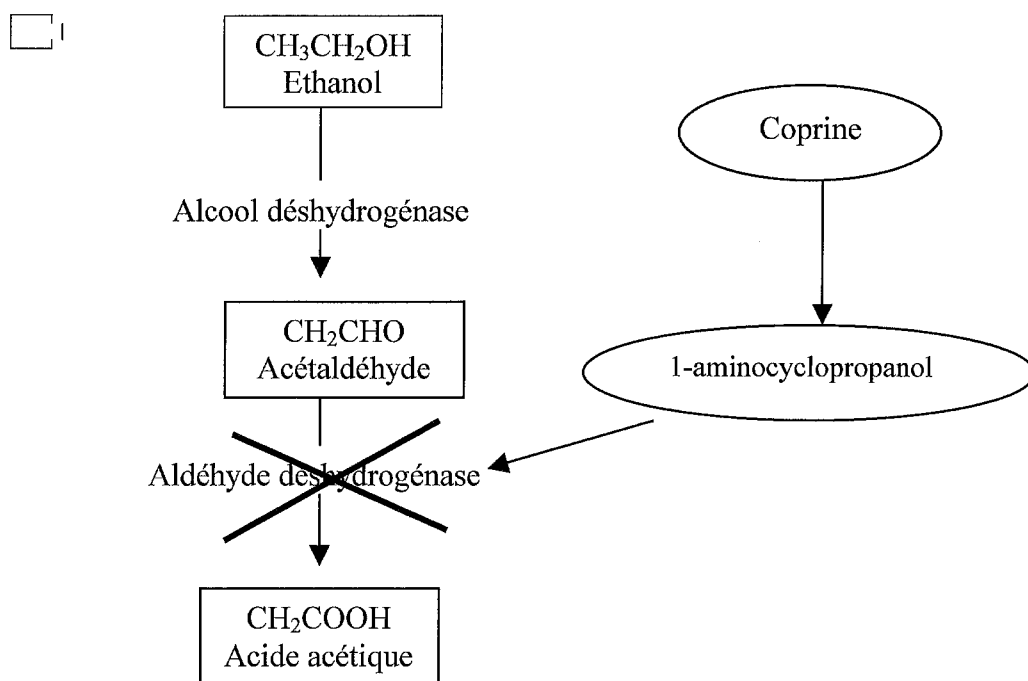 CH₃CH₂OH
Ethanol
Coprine
Alcool déshydrogénase
CH₂CHO
Acétaldéhyde
1-aminocyclopropanol
Aldéhyde déshydrogénase
CH₂COOH
Acide acétique